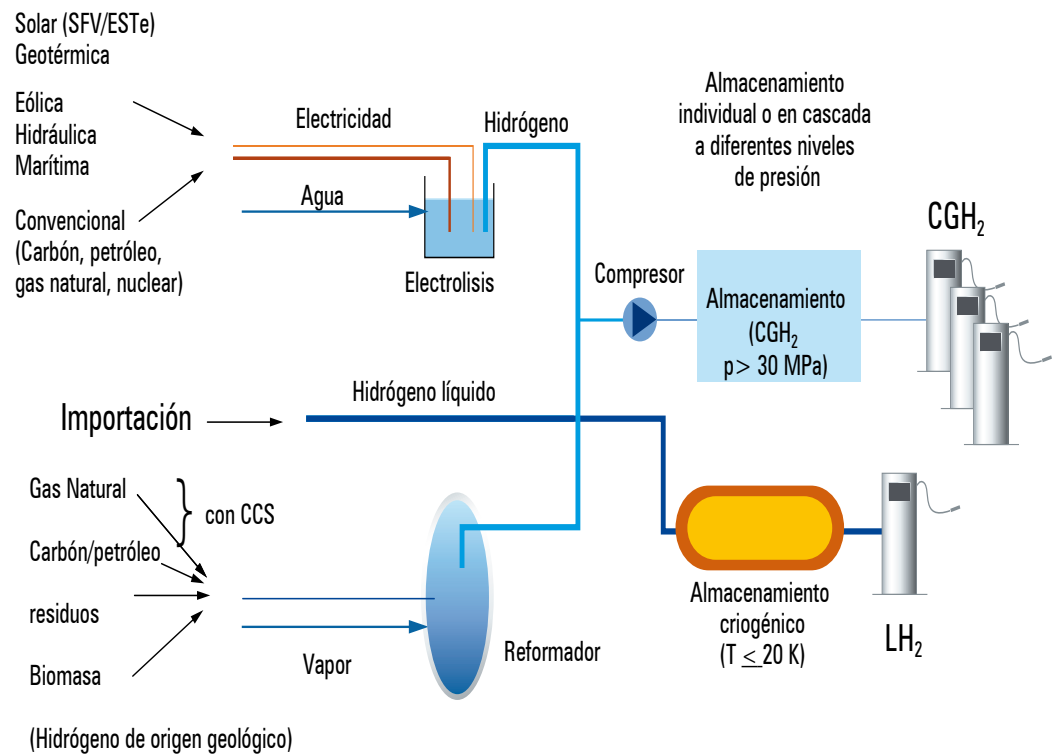 Solar (SFV/ESTe)
Geotérmica
Eólica
Hidráulica
Marítima
Convencional
(Carbón, petróleo,
gas natural, nuclear)
Electricidad
Hidrógeno
Agua
Electrolisis
Almacenamiento
individual o en cascada
a diferentes niveles
de presión
Compresor
Almacenamiento
(CGH₂
p> 30 MPa)
CGH₂
Importación
Hidrógeno líquido
Gas Natural
con CCS
Carbón/petróleo
residuos
Biomasa
Vapor
Reformador
Almacenamiento
criogénico
(T ≤ 20 K)
LH₂
(Hidrógeno de origen geológico)